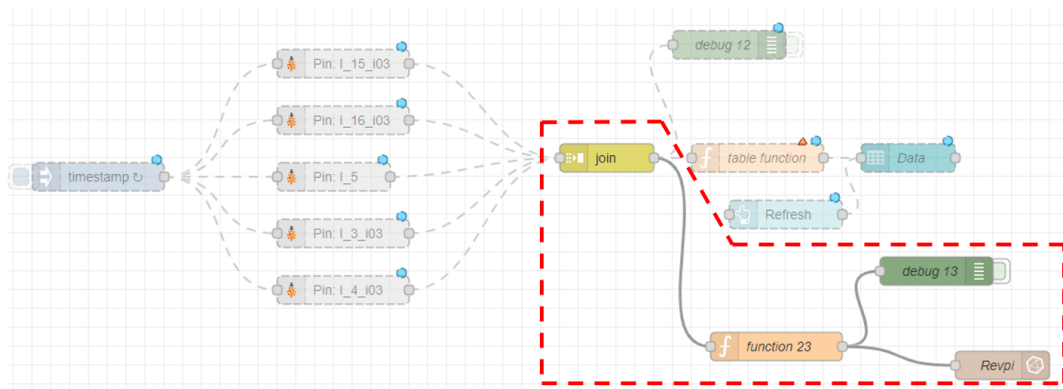 debug 12
Pin: I_15_i03
Pin: I_16_i03
join
table function
Data
timestamp ↻
Pin: I_5
Refresh
Pin: I_3_i03
debug 13
Pin: I_4_i03
function 23
Revpi